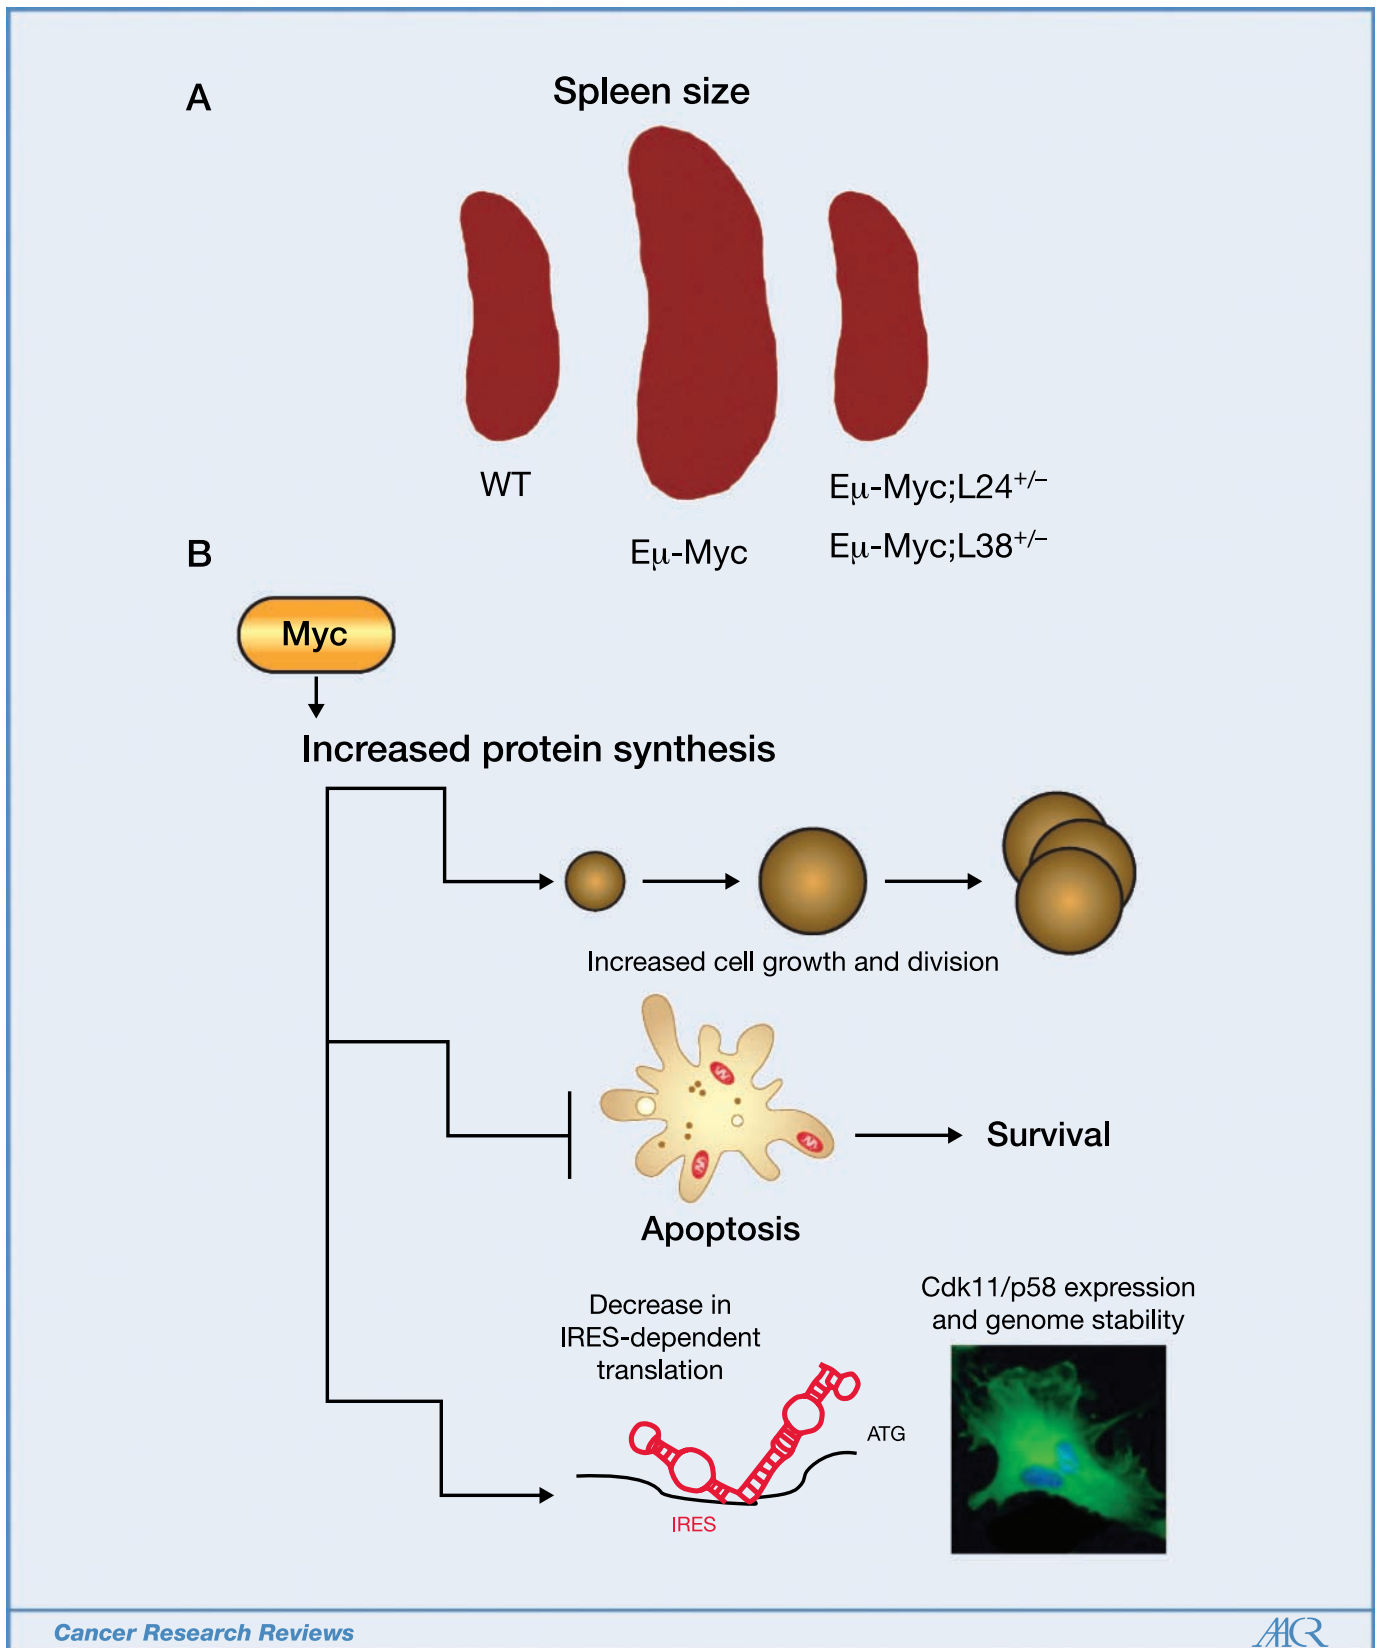 A
Spleen size
WT
Eμ-Myc
Eμ-Myc;L24+/–
Eμ-Myc;L38+/–
B
Myc
Increased protein synthesis
Increased cell growth and division
Survival
Apoptosis
Decrease in
IRES-dependent
translation
Cdk11/p58 expression
and genome stability
ATG
IRES
Cancer Research Reviews
AACR